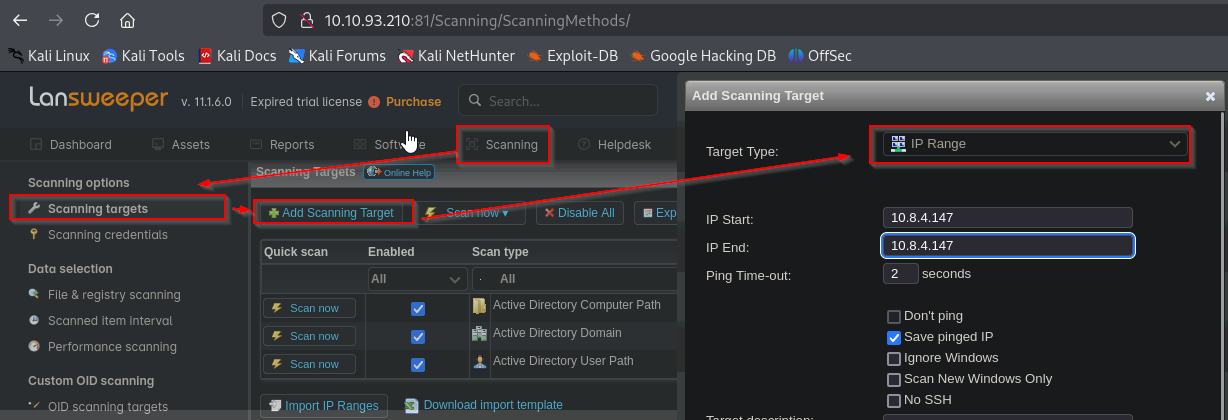 10.10.93.210:81/Scanning/ScanningMethods/
Kali Linux Kali Tools Kali Docs Kali Forums Kali NetHunter Exploit-DB Google Hacking DB OffSec
Lansweeper v. 11.1.6.0 Expired trial license Purchase Search...
Dashboard Assets Reports Software Scanning Helpdesk
Scanning options
Scanning targets
Scanning credentials
Data selection
File & registry scanning
Scanned item interval
Performance scanning
Custom OID scanning
OID scanning targets
Scanning Targets Online Help
Add Scanning Target Scan now ▾ Disable All Exp
Quick scan Enabled Scan type
All All
Scan now Active Directory Computer Path
Scan now Active Directory Domain
Scan now Active Directory User Path
Import IP Ranges Download import template
Add Scanning Target
Target Type: IP Range
IP Start: 10.8.4.147
IP End: 10.8.4.147
Ping Time-out: 2 seconds
Don't ping
Save pinged IP
Ignore Windows
Scan New Windows Only
No SSH
Target description: